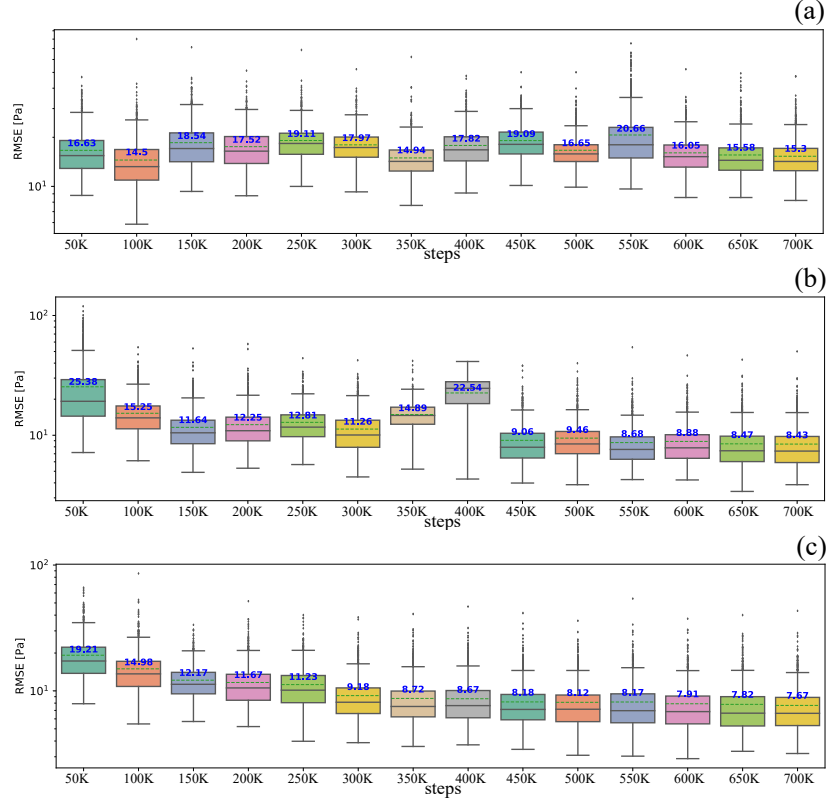 (a)
RMSE [Pa]
10¹
16.63 14.5 18.54 17.52 19.11 17.97 14.94 17.82 19.09 16.65 20.66 16.05 15.58 15.3
50K 100K 150K 200K 250K 300K 350K 400K 450K 500K 550K 600K 650K 700K
steps
(b)
RMSE [Pa]
10²
10¹
25.38 15.25 11.64 12.25 12.81 11.26 14.89 22.54 9.06 9.46 8.68 8.88 8.47 8.43
50K 100K 150K 200K 250K 300K 350K 400K 450K 500K 550K 600K 650K 700K
steps
(c)
RMSE [Pa]
10²
10¹
19.21 14.98 12.17 11.67 11.23 9.18 8.72 8.67 8.18 8.12 8.17 7.91 7.82 7.67
50K 100K 150K 200K 250K 300K 350K 400K 450K 500K 550K 600K 650K 700K
steps